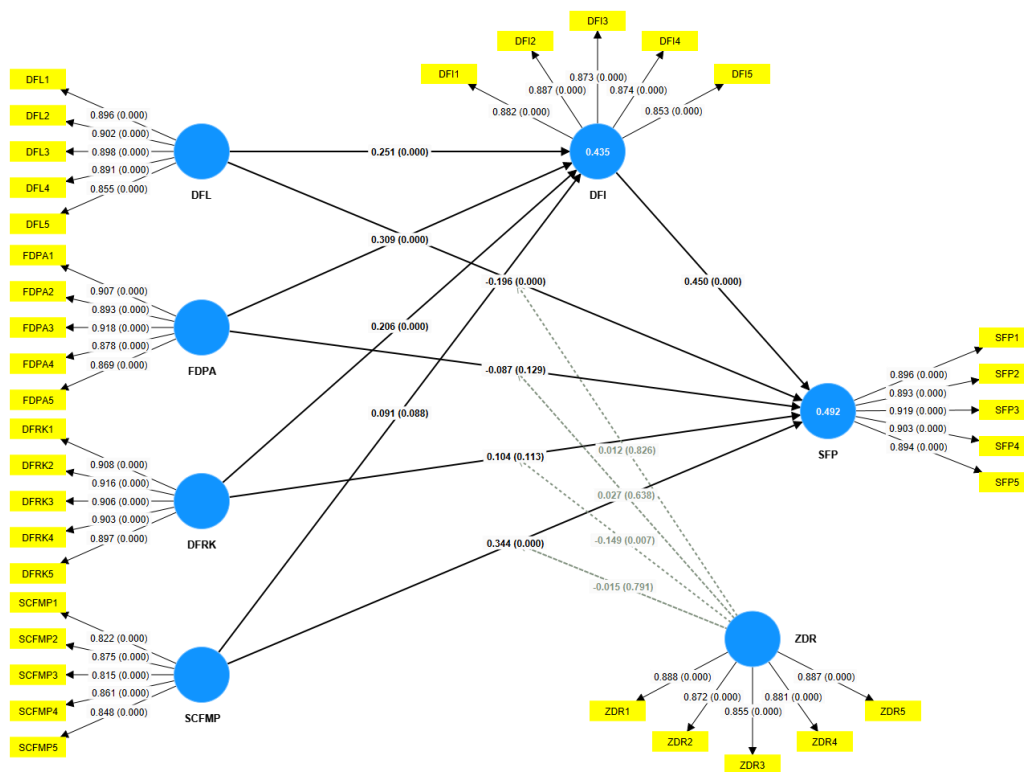 DFI3
DFI2
DFI4
DFI1
DFI5
0.873 (0.000)
0.887 (0.000)
0.874 (0.000)
0.882 (0.000)
0.853 (0.000)
DFL1
DFL2
DFL3
DFL4
DFL5
0.896 (0.000)
0.902 (0.000)
0.898 (0.000)
0.891 (0.000)
0.855 (0.000)
DFL
0.251 (0.000)
0.435
DFI
FDPA1
FDPA2
FDPA3
FDPA4
FDPA5
0.907 (0.000)
0.893 (0.000)
0.918 (0.000)
0.878 (0.000)
0.869 (0.000)
FDPA
0.309 (0.000)
-0.196 (0.000)
0.450 (0.000)
0.206 (0.000)
-0.087 (0.129)
0.091 (0.088)
SFP1
SFP2
SFP3
SFP4
SFP5
0.896 (0.000)
0.893 (0.000)
0.919 (0.000)
0.903 (0.000)
0.894 (0.000)
0.492
SFP
DFRK1
DFRK2
DFRK3
DFRK4
DFRK5
0.908 (0.000)
0.916 (0.000)
0.906 (0.000)
0.903 (0.000)
0.897 (0.000)
DFRK
0.104 (0.113)
0.012 (0.826)
0.027 (0.638)
0.344 (0.000)
-0.149 (0.007)
-0.015 (0.791)
SCFMP1
SCFMP2
SCFMP3
SCFMP4
SCFMP5
0.822 (0.000)
0.875 (0.000)
0.815 (0.000)
0.861 (0.000)
0.848 (0.000)
SCFMP
ZDR
0.888 (0.000)
0.872 (0.000)
0.855 (0.000)
0.881 (0.000)
0.887 (0.000)
ZDR1
ZDR2
ZDR3
ZDR4
ZDR5